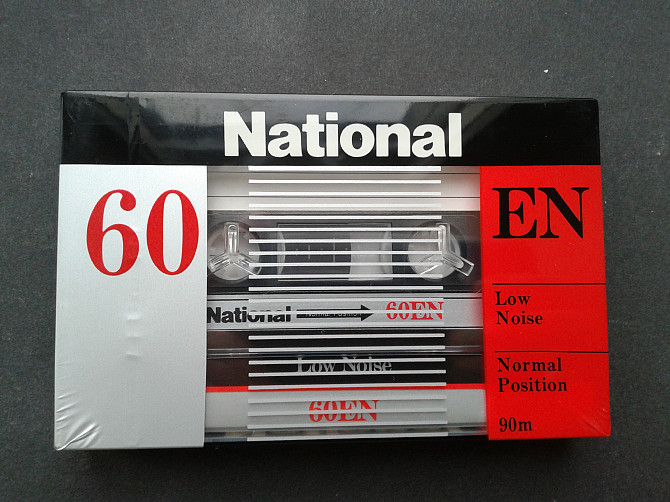 National
60
EN
Low
Noise
Normal
Position
90m
National
60EN
Low Noise
60EN